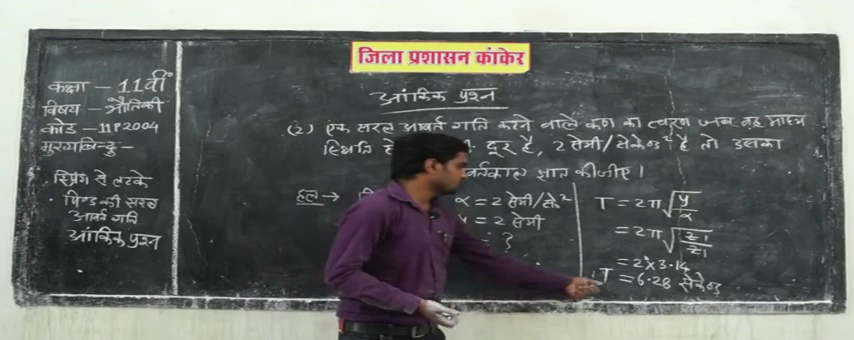 जिला प्रशासन कांकेर
कक्षा - 11वीं
विषय - भौतिकी
कोड - 11P2004
स्प्रिंग से लटके
पिण्ड की सरल
आवर्त गति
आंकिक प्रश्न
आंकिक प्रश्न
(2) एक सरल आवर्त गति करने वाले कण का त्वरण जब वह माध्य
स्थिति से दूर है, 2 सेमी/सेकेण्ड² है तो उसका
ज्ञात कीजिए।
हल →
α = 2 सेमी/से²
y = 2 सेमी
= ?
T = 2π√y/α
= 2π√2/2
= 2×3.14
T = 6.28 सेकेण्ड